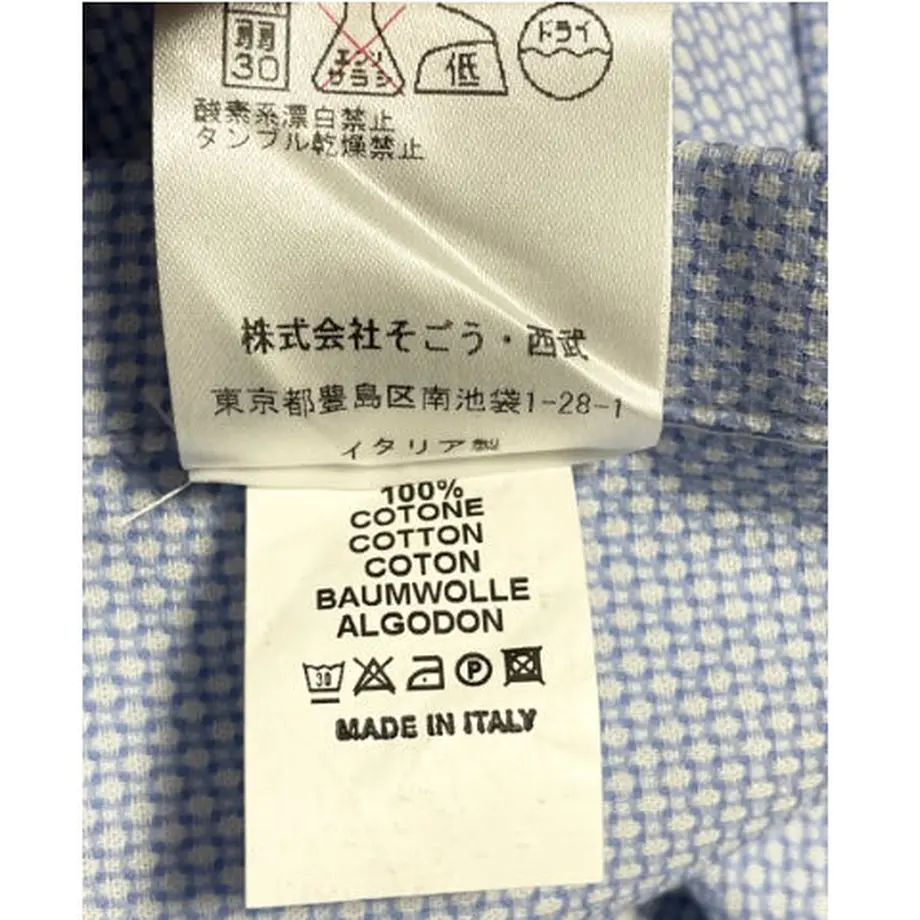 弱
30
エンソ
サラシ
低
ドライ
酸素系漂白禁止
タンブル乾燥禁止
株式会社そごう・西武
東京都豊島区南池袋1-28-1
イタリア製
100%
COTONE
COTTON
COTON
BAUMWOLLE
ALGODON
30 P
MADE IN ITALY